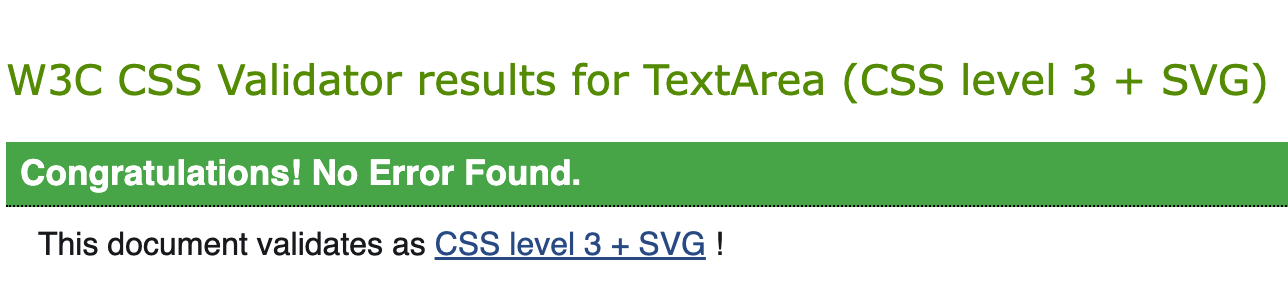 W3C CSS Validator results for TextArea (CSS level 3 + SVG)
Congratulations! No Error Found.
This document validates as CSS level 3 + SVG !